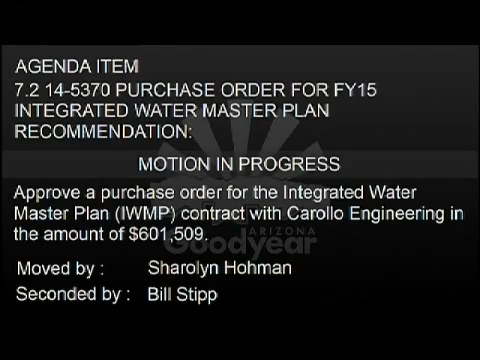 AGENDA ITEM
7.2 14-5370 PURCHASE ORDER FOR FY15
INTEGRATED WATER MASTER PLAN
RECOMMENDATION:
MOTION IN PROGRESS
Approve a purchase order for the Integrated Water
Master Plan (IWMP) contract with Carollo Engineering in
the amount of $601,509.
ARIZONA
Goodyear
Moved by : Sharolyn Hohman
Seconded by : Bill Stipp